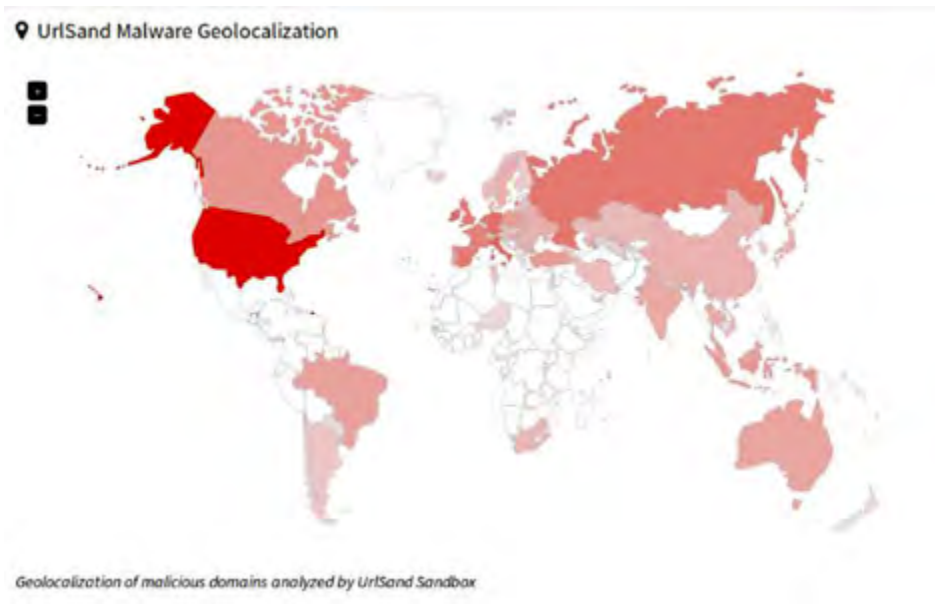 UrlSand Malware Geolocalization
+
−
Geolocalization of malicious domains analyzed by UrlSand Sandbox